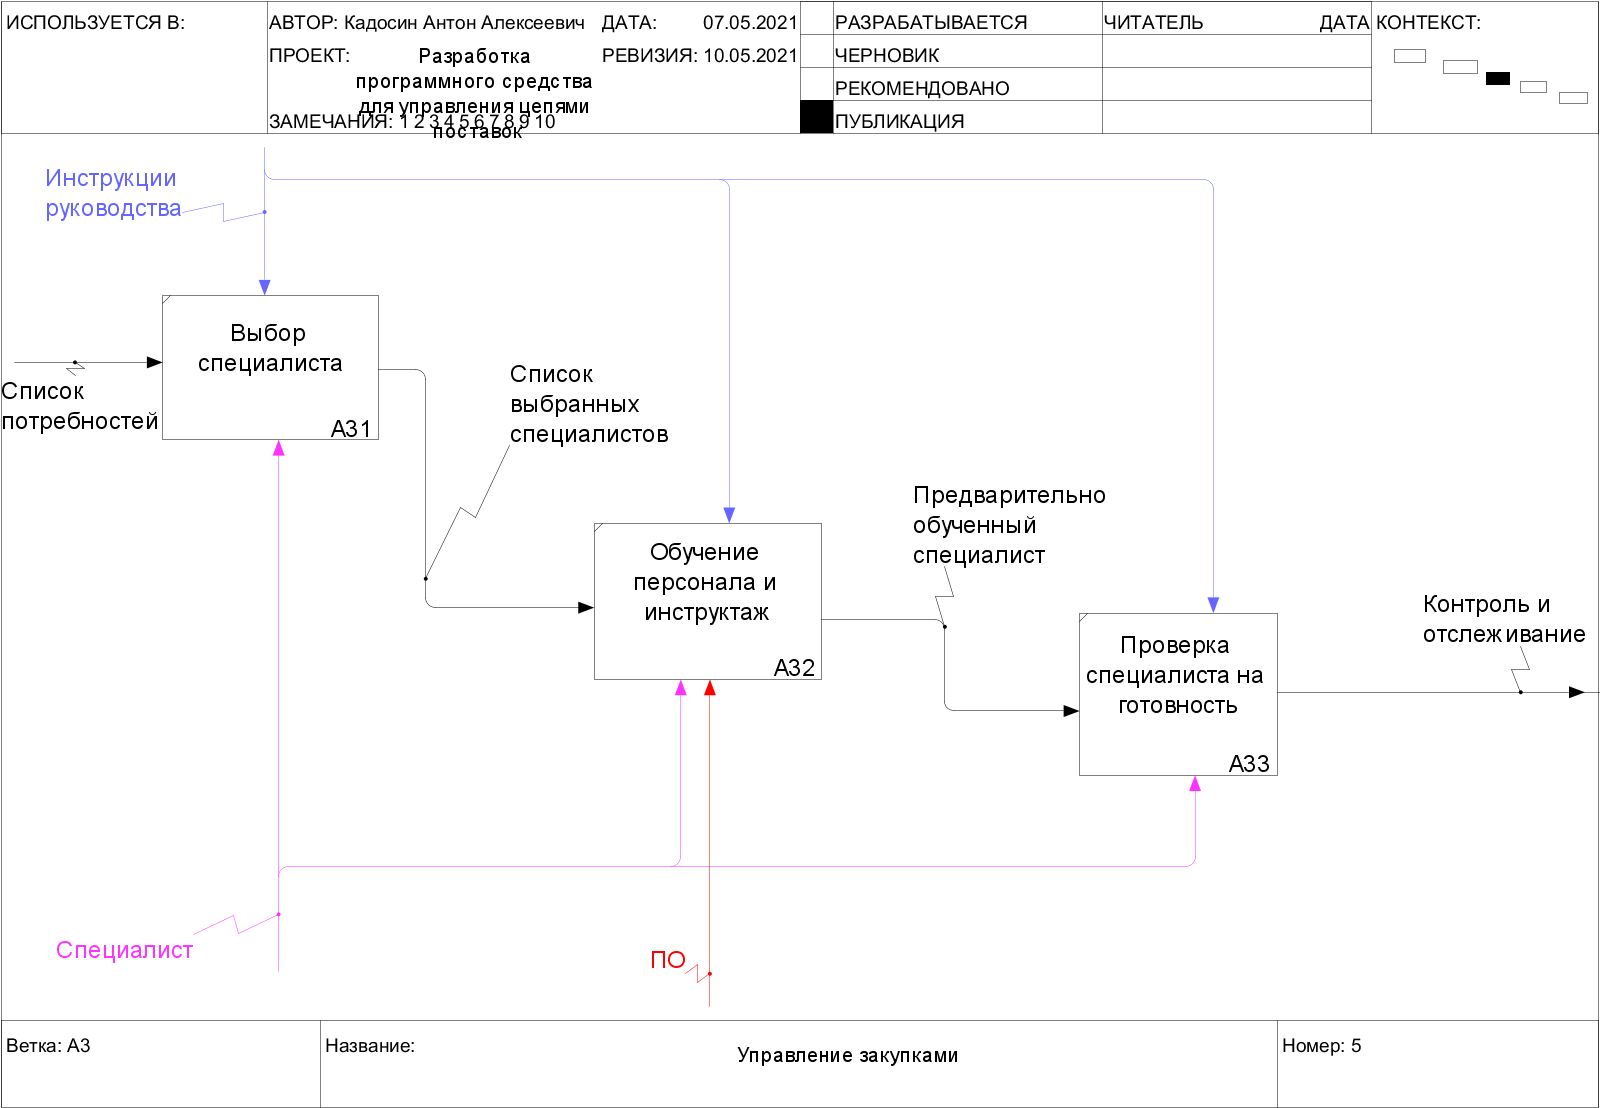 ИСПОЛЬЗУЕТСЯ В:
АВТОР: Кадосин Антон Алексеевич
ДАТА: 07.05.2021
ПРОЕКТ:
Разработка
программного средства
для управления цепями
поставок
РЕВИЗИЯ: 10.05.2021
ЗАМЕЧАНИЯ: 1 2 3 4 5 6 7 8 9 10
РАЗРАБАТЫВАЕТСЯ
ЧЕРНОВИК
РЕКОМЕНДОВАНО
ПУБЛИКАЦИЯ
ЧИТАТЕЛЬ
ДАТА
КОНТЕКСТ:
Инструкции
руководства
Выбор
специалиста
A31
Список
потребностей
Список
выбранных
специалистов
Предварительно
обученный
специалист
Обучение
персонала и
инструктаж
A32
Контроль и
отслеживание
Проверка
специалиста на
готовность
A33
Специалист
ПО
Ветка: A3
Название:
Управление закупками
Номер: 5